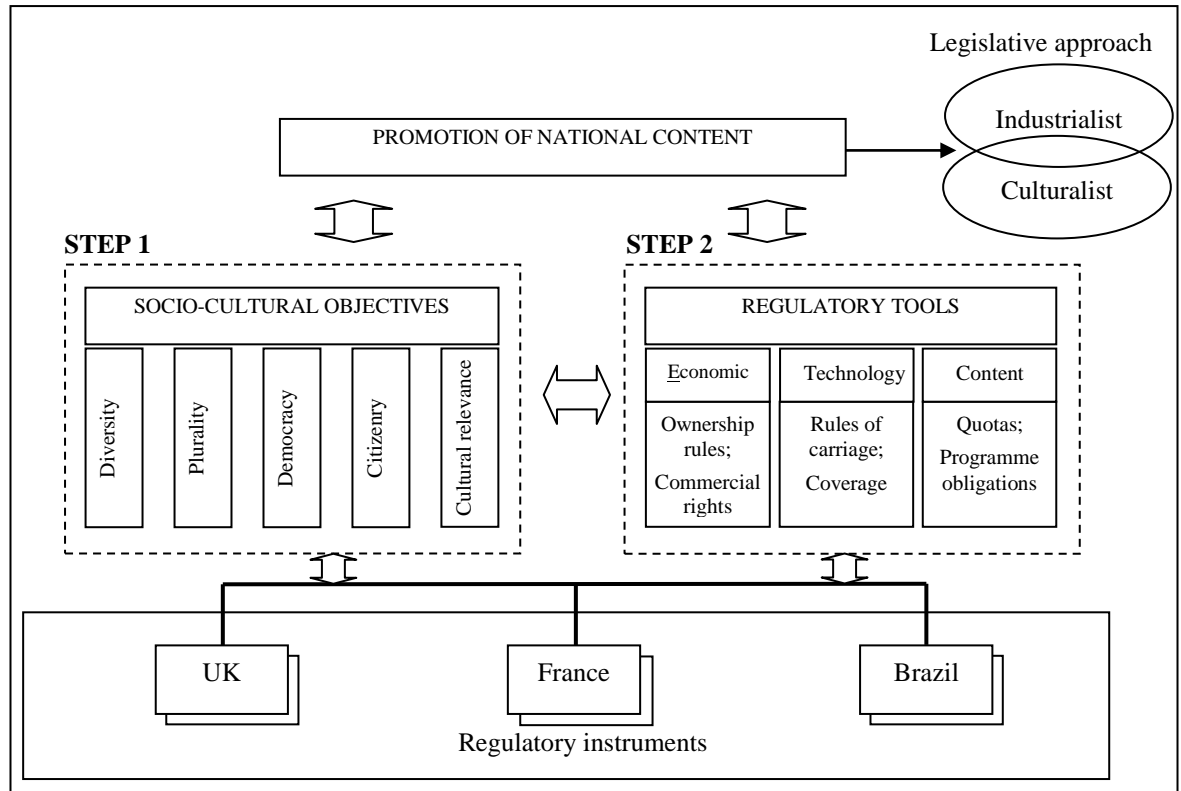 Legislative approach
Industrialist
Culturalist
PROMOTION OF NATIONAL CONTENT
STEP 1
SOCIO-CULTURAL OBJECTIVES
Diversity
Plurality
Democracy
Citizenry
Cultural relevance
STEP 2
REGULATORY TOOLS
Economic
Ownership
rules;
Commercial
rights
Technology
Rules of
carriage;
Coverage
Content
Quotas;
Programme
obligations
UK
France
Brazil
Regulatory instruments